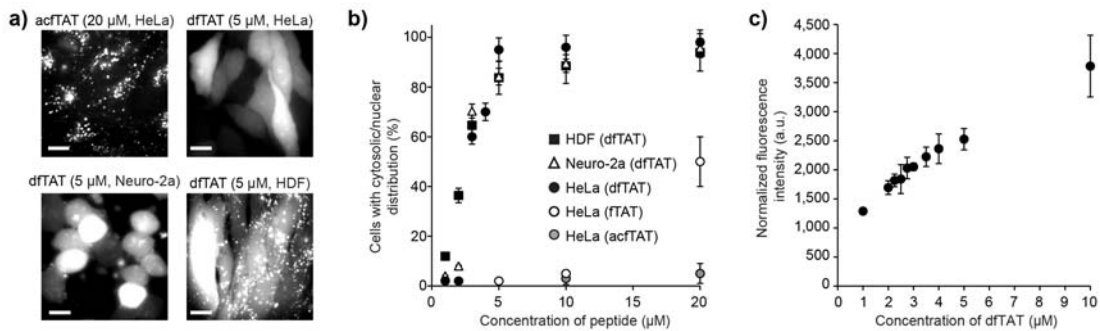 a)
acfTAT (20 µM, HeLa)
dfTAT (5 µM, HeLa)
dfTAT (5 µM, Neuro-2a)
dfTAT (5 µM, HDF)
b)
Cells with cytosolic/nuclear
distribution (%)
100
80
60
40
20
0
HDF (dfTAT)
Neuro-2a (dfTAT)
HeLa (dfTAT)
HeLa (fTAT)
HeLa (acfTAT)
0 5 10 15 20
Concentration of peptide (µM)
c)
Normalized fluorescence
intensity (a.u.)
4,500
4,000
3,500
3,000
2,500
2,000
1,500
1,000
500
0
0 1 2 3 4 5 6 7 8 9 10
Concentration of dfTAT (µM)